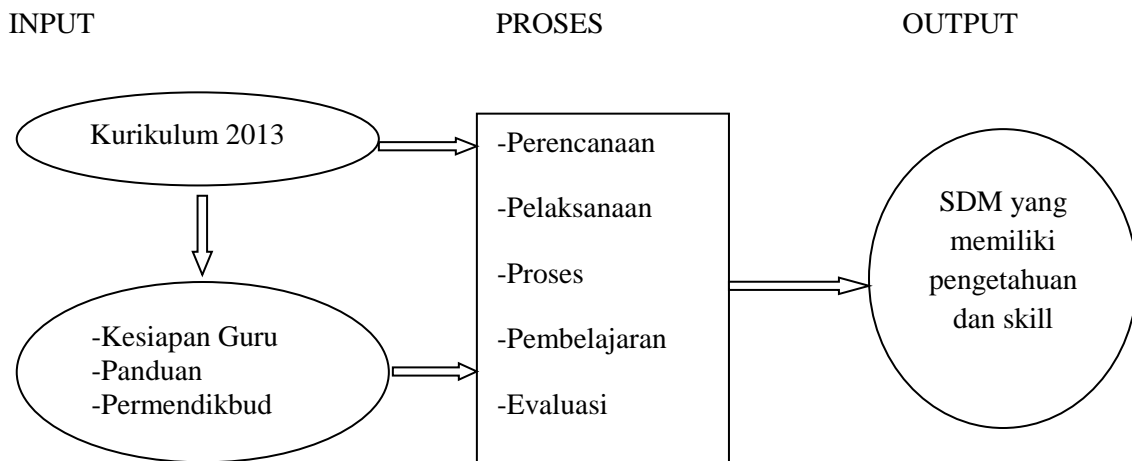 INPUT
PROSES
OUTPUT
Kurikulum 2013
-Kesiapan Guru
-Panduan
-Permendikbud
-Perencanaan
-Pelaksanaan
-Proses
-Pembelajaran
-Evaluasi
SDM yang
memiliki
pengetahuan
dan skill